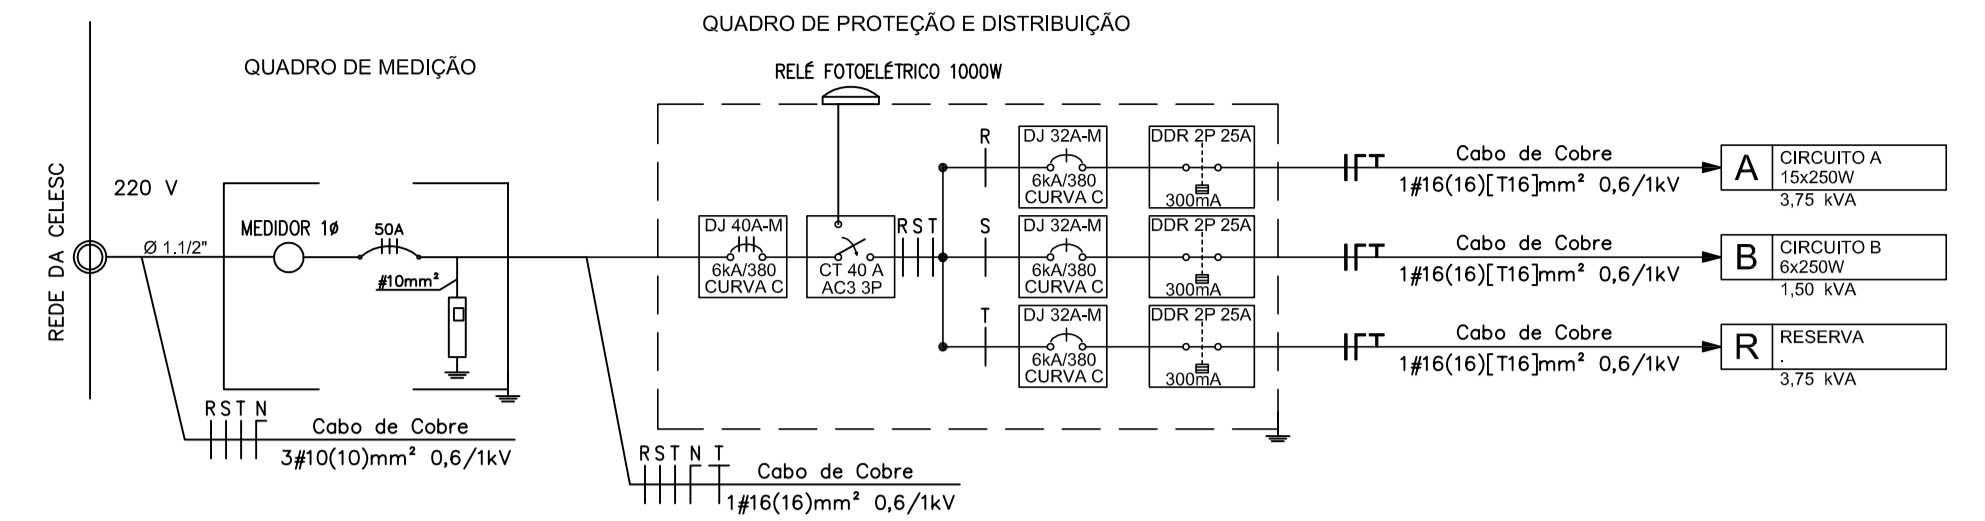 QUADRO DE PROTEÇÃO E DISTRIBUIÇÃO
QUADRO DE MEDIÇÃO
RELÉ FOTOELÉTRICO 1000W
REDE DA CELESC
220 V
Ø 1.1/2"
MEDIDOR 1ø
50A
#10mm²
R S T N
Cabo de Cobre
3#10(10)mm² 0,6/1kV
R S T N T
Cabo de Cobre
1#16(16)mm² 0,6/1kV
DJ 40A-M
6kA/380
CURVA C
CT 40 A
AC3 3P
R S T
R
DJ 32A-M
6kA/380
CURVA C
DDR 2P 25A
300mA
Cabo de Cobre
1#16(16)[T16]mm² 0,6/1kV
A
CIRCUITO A
15x250W
3,75 kVA
S
DJ 32A-M
6kA/380
CURVA C
DDR 2P 25A
300mA
Cabo de Cobre
1#16(16)[T16]mm² 0,6/1kV
B
CIRCUITO B
6x250W
1,50 kVA
T
DJ 32A-M
6kA/380
CURVA C
DDR 2P 25A
300mA
Cabo de Cobre
1#16(16)[T16]mm² 0,6/1kV
R
RESERVA
.
3,75 kVA